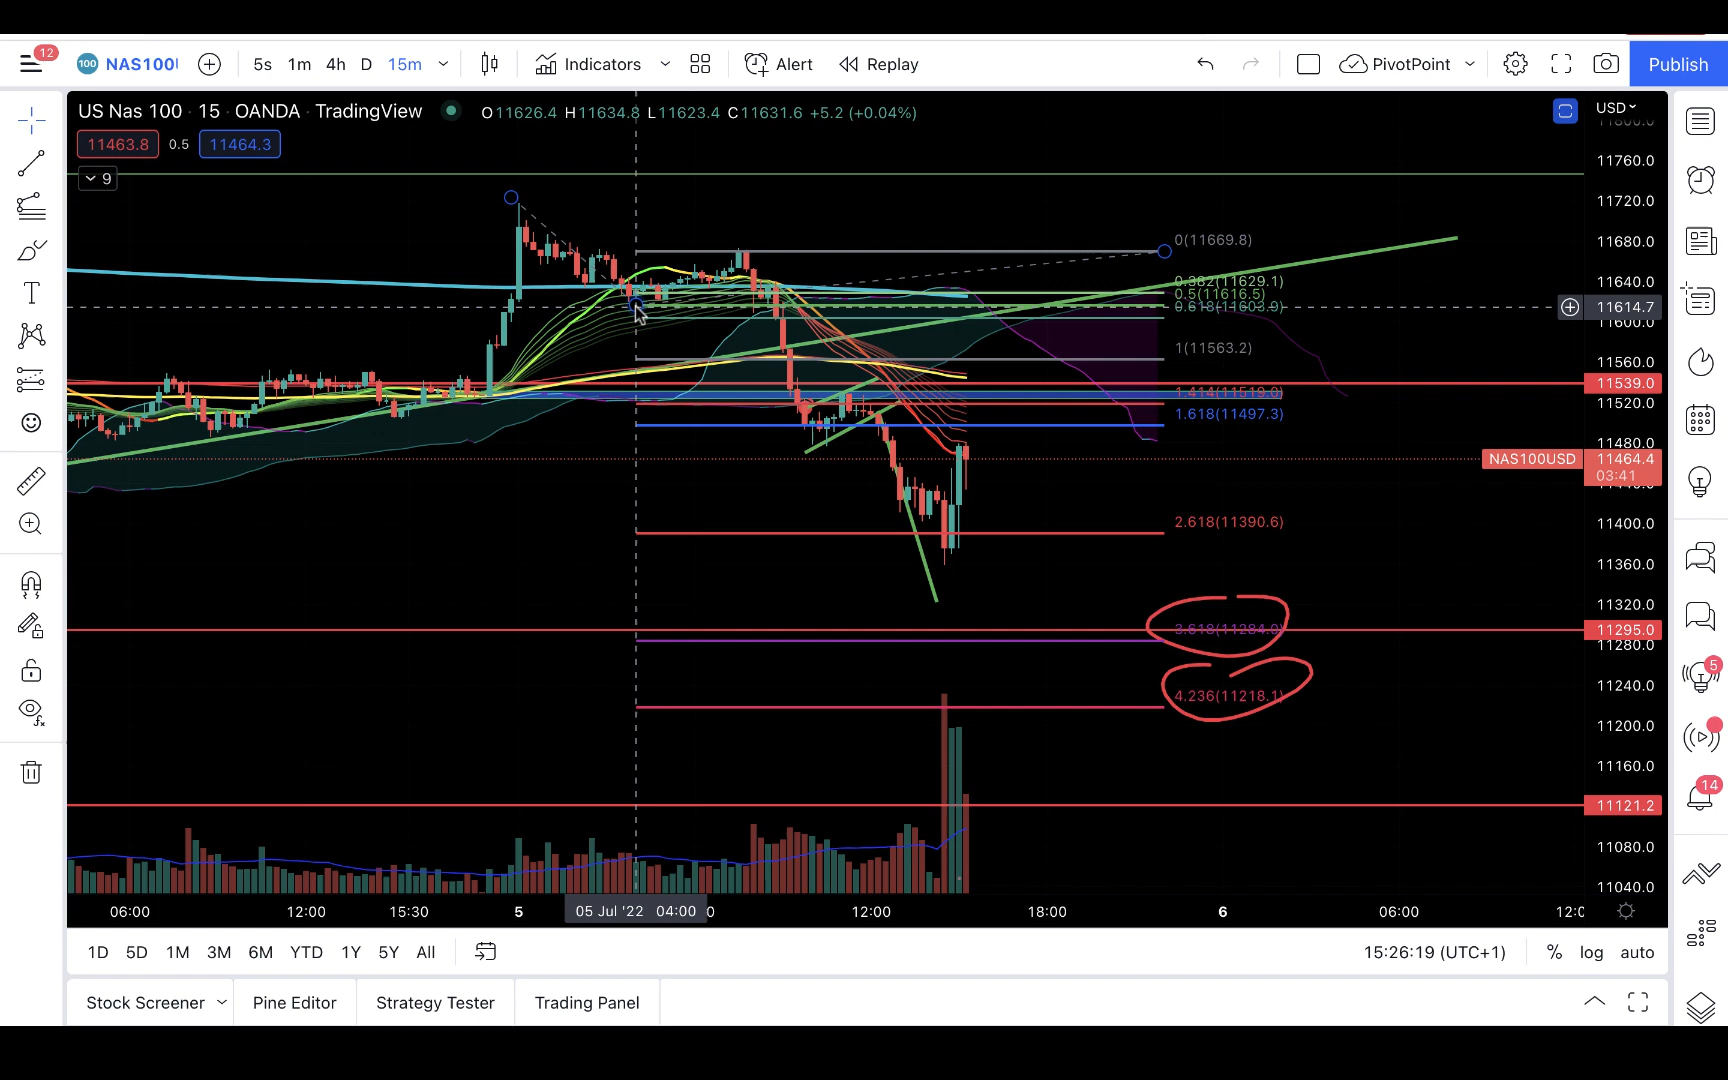 12
100 NAS100
5s 1m 4h D 15m
Indicators
Alert
Replay
PivotPoint
Publish
US Nas 100 · 15 · OANDA · TradingView
O11626.4 H11634.8 L11623.4 C11631.6 +5.2 (+0.04%)
USD
11463.8 0.5 11464.3
9
11760.0
11720.0
11680.0
11640.0
11614.7
11600.0
11560.0
11539.0
11520.0
11480.0
NAS100USD 11464.4
03:41
11400.0
11360.0
11320.0
11295.0
11280.0
11240.0
11200.0
11160.0
11121.2
11080.0
11040.0
0(11669.8)
0.382(11629.1)
0.5(11616.5)
0.618(11603.9)
1(11563.2)
1.414(11519.0)
1.618(11497.3)
2.618(11390.6)
3.618(11284.0)
4.236(11218.1)
5
14
06:00 12:00 15:30 5 05 Jul '22 04:00 0 12:00 18:00 6 06:00
1D 5D 1M 3M 6M YTD 1Y 5Y All
15:26:19 (UTC+1) % log auto
Stock Screener Pine Editor Strategy Tester Trading Panel